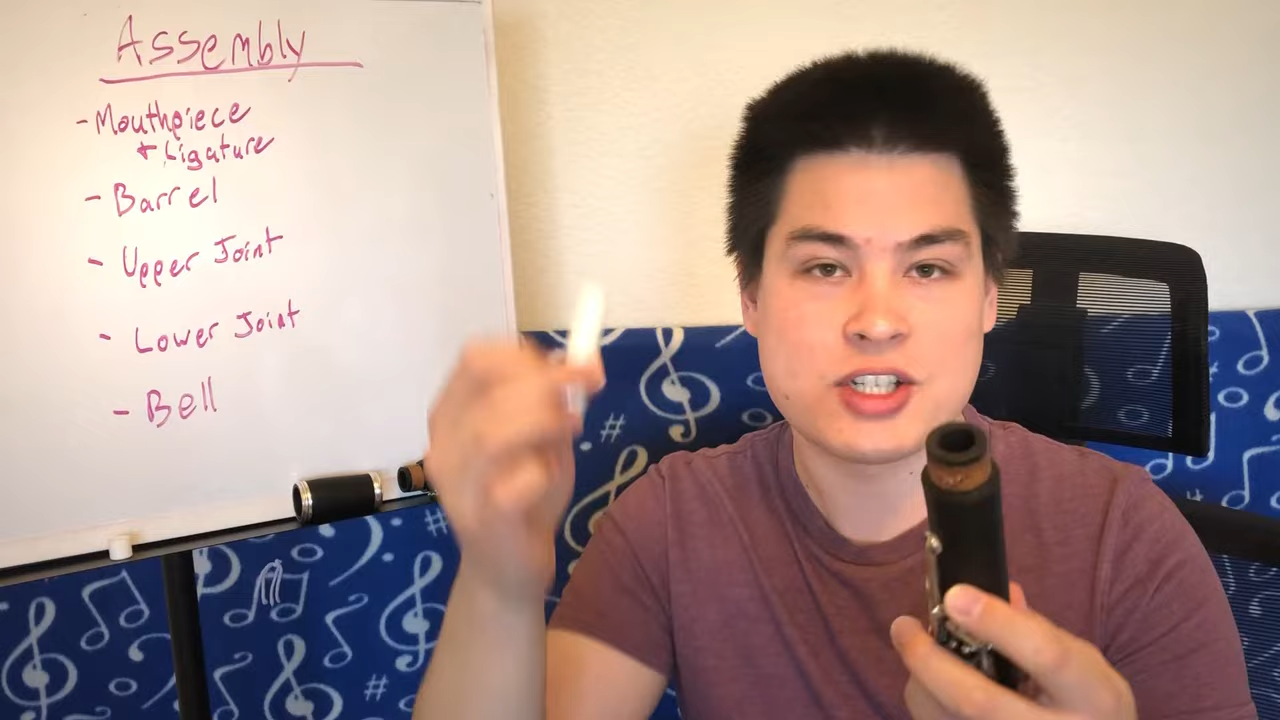 Assembly
- Mouthpiece
+ Ligature
- Barrel
- Upper Joint
- Lower Joint
- Bell